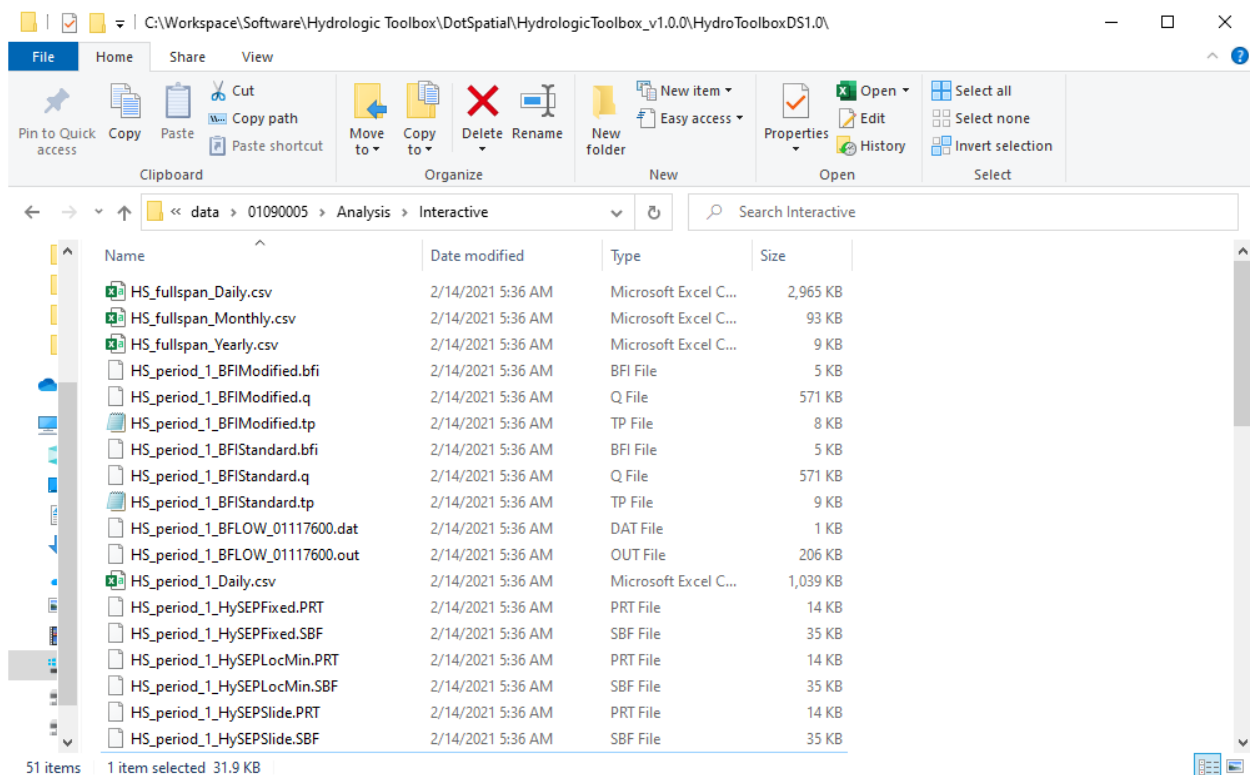 C:\Workspace\Software\Hydrologic Toolbox\DotSpatial\HydrologicToolbox_v1.0.0\HydroToolboxDS1.0\
File Home Share View
Pin to Quick access
Copy
Paste
Cut
Copy path
Paste shortcut
Clipboard
Move to
Copy to
Delete
Rename
Organize
New folder
New item
Easy access
New
Properties
Open
Edit
History
Open
Select all
Select none
Invert selection
Select
« data > 01090005 > Analysis > Interactive
Search Interactive
Name Date modified Type Size
HS_fullspan_Daily.csv 2/14/2021 5:36 AM Microsoft Excel C... 2,965 KB
HS_fullspan_Monthly.csv 2/14/2021 5:36 AM Microsoft Excel C... 93 KB
HS_fullspan_Yearly.csv 2/14/2021 5:36 AM Microsoft Excel C... 9 KB
HS_period_1_BFIModified.bfi 2/14/2021 5:36 AM BFI File 5 KB
HS_period_1_BFIModified.q 2/14/2021 5:36 AM Q File 571 KB
HS_period_1_BFIModified.tp 2/14/2021 5:36 AM TP File 8 KB
HS_period_1_BFIStandard.bfi 2/14/2021 5:36 AM BFI File 5 KB
HS_period_1_BFIStandard.q 2/14/2021 5:36 AM Q File 571 KB
HS_period_1_BFIStandard.tp 2/14/2021 5:36 AM TP File 9 KB
HS_period_1_BFLOW_01117600.dat 2/14/2021 5:36 AM DAT File 1 KB
HS_period_1_BFLOW_01117600.out 2/14/2021 5:36 AM OUT File 206 KB
HS_period_1_Daily.csv 2/14/2021 5:36 AM Microsoft Excel C... 1,039 KB
HS_period_1_HySEPFixed.PRT 2/14/2021 5:36 AM PRT File 14 KB
HS_period_1_HySEPFixed.SBF 2/14/2021 5:36 AM SBF File 35 KB
HS_period_1_HySEPLocMin.PRT 2/14/2021 5:36 AM PRT File 14 KB
HS_period_1_HySEPLocMin.SBF 2/14/2021 5:36 AM SBF File 35 KB
HS_period_1_HySEPSlide.PRT 2/14/2021 5:36 AM PRT File 14 KB
HS_period_1_HySEPSlide.SBF 2/14/2021 5:36 AM SBF File 35 KB
51 items 1 item selected 31.9 KB